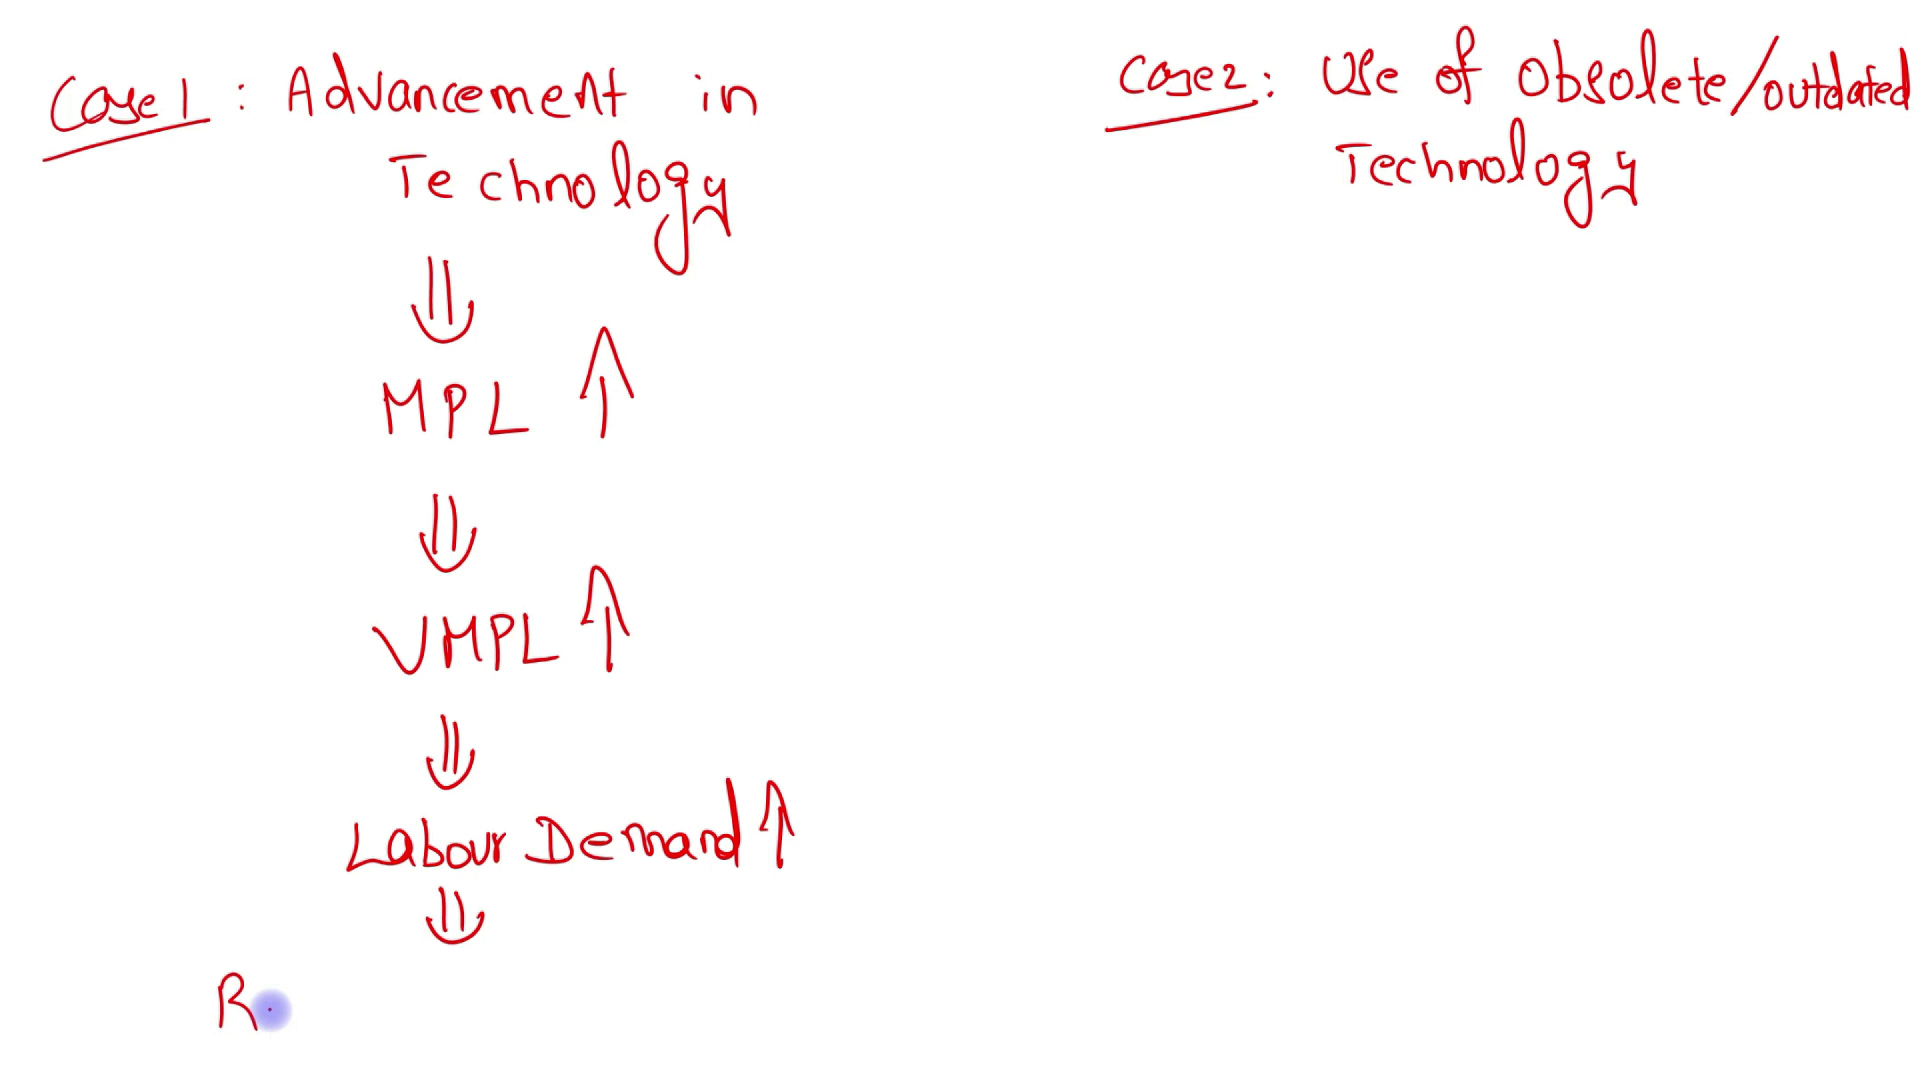 Case 1 : Advancement in
Technology
⇓
MPL ↑
⇓
VMPL ↑
⇓
Labour Demand ↑
⇓
R
Case 2 : Use of Obsolete/outdated
Technology